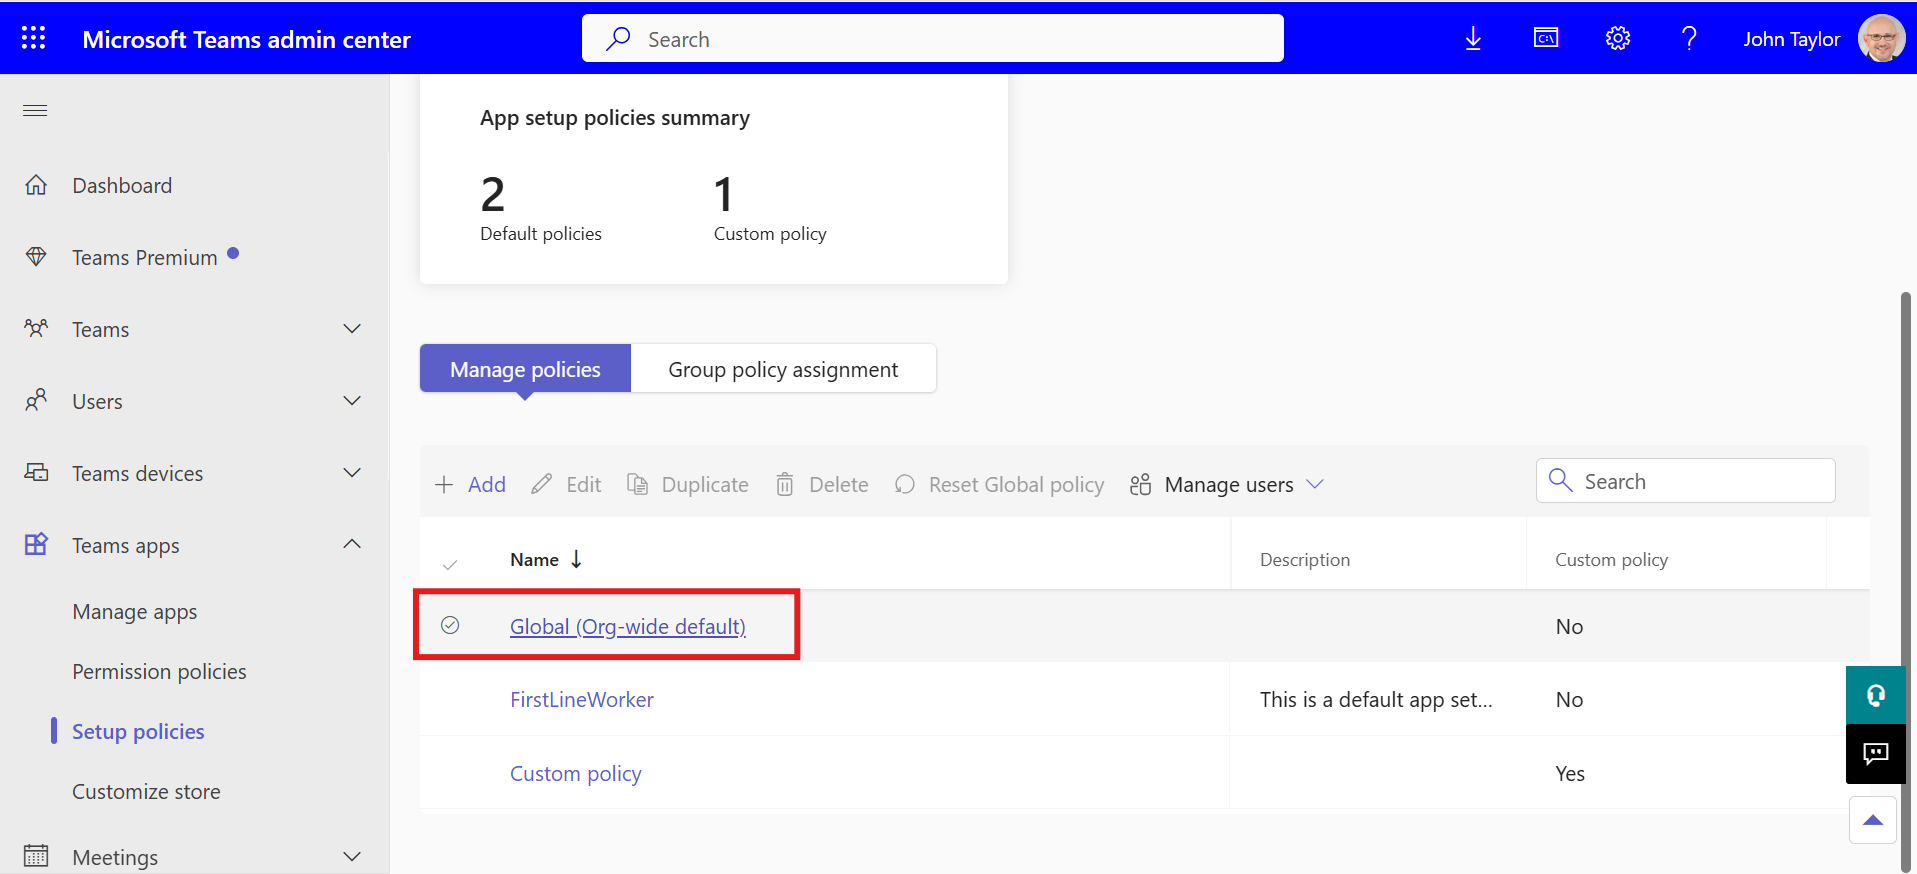 Microsoft Teams admin center
Search
C:\
John Taylor
Dashboard
Teams Premium
Teams
Users
Teams devices
Teams apps
Manage apps
Permission policies
Setup policies
Customize store
Meetings
App setup policies summary
2
1
Default policies
Custom policy
Manage policies
Group policy assignment
Add
Edit
Duplicate
Delete
Reset Global policy
Manage users
Search
Name ↓
Description
Custom policy
Global (Org-wide default)
No
FirstLineWorker
This is a default app set...
No
Custom policy
Yes